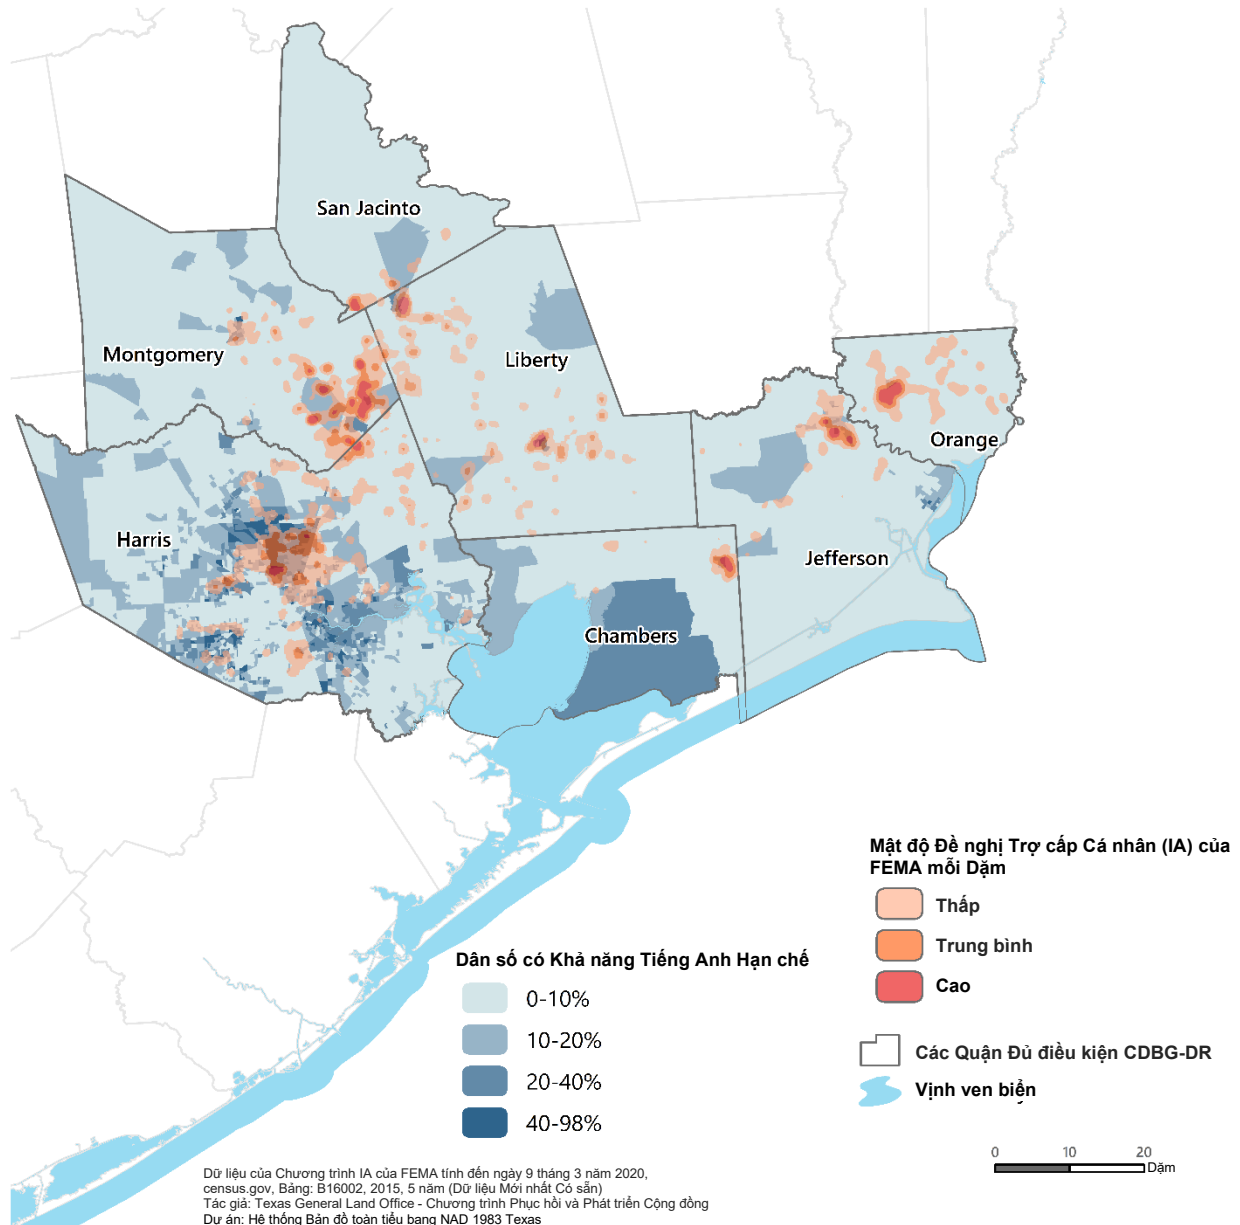 San Jacinto
Montgomery
Liberty
Orange
Harris
Jefferson
Chambers
Mật độ Đề nghị Trợ cấp Cá nhân (IA) của
FEMA mỗi Dặm
Thấp
Trung bình
Cao
Dân số có Khả năng Tiếng Anh Hạn chế
0-10%
10-20%
20-40%
40-98%
Các Quận Đủ điều kiện CDBG-DR
Vịnh ven biển
0 10 20
Dặm
Dữ liệu của Chương trình IA của FEMA tính đến ngày 9 tháng 3 năm 2020,
census.gov, Bảng: B16002, 2015, 5 năm (Dữ liệu Mới nhất Có sẵn)
Tác giả: Texas General Land Office - Chương trình Phục hồi và Phát triển Cộng đồng
Dự án: Hệ thống Bản đồ toàn tiểu bang NAD 1983 Texas